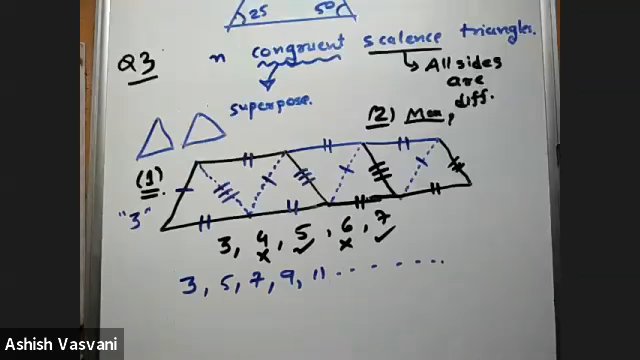 25 50
Q3 n congruent scalence triangles.
All sides
are
diff.
superpose.
(2) Max,
(1)
"3"
3, 4, 5, 6, 7
3, 5, 7, 9, 11 . . . . . . . .
Ashish Vasvani